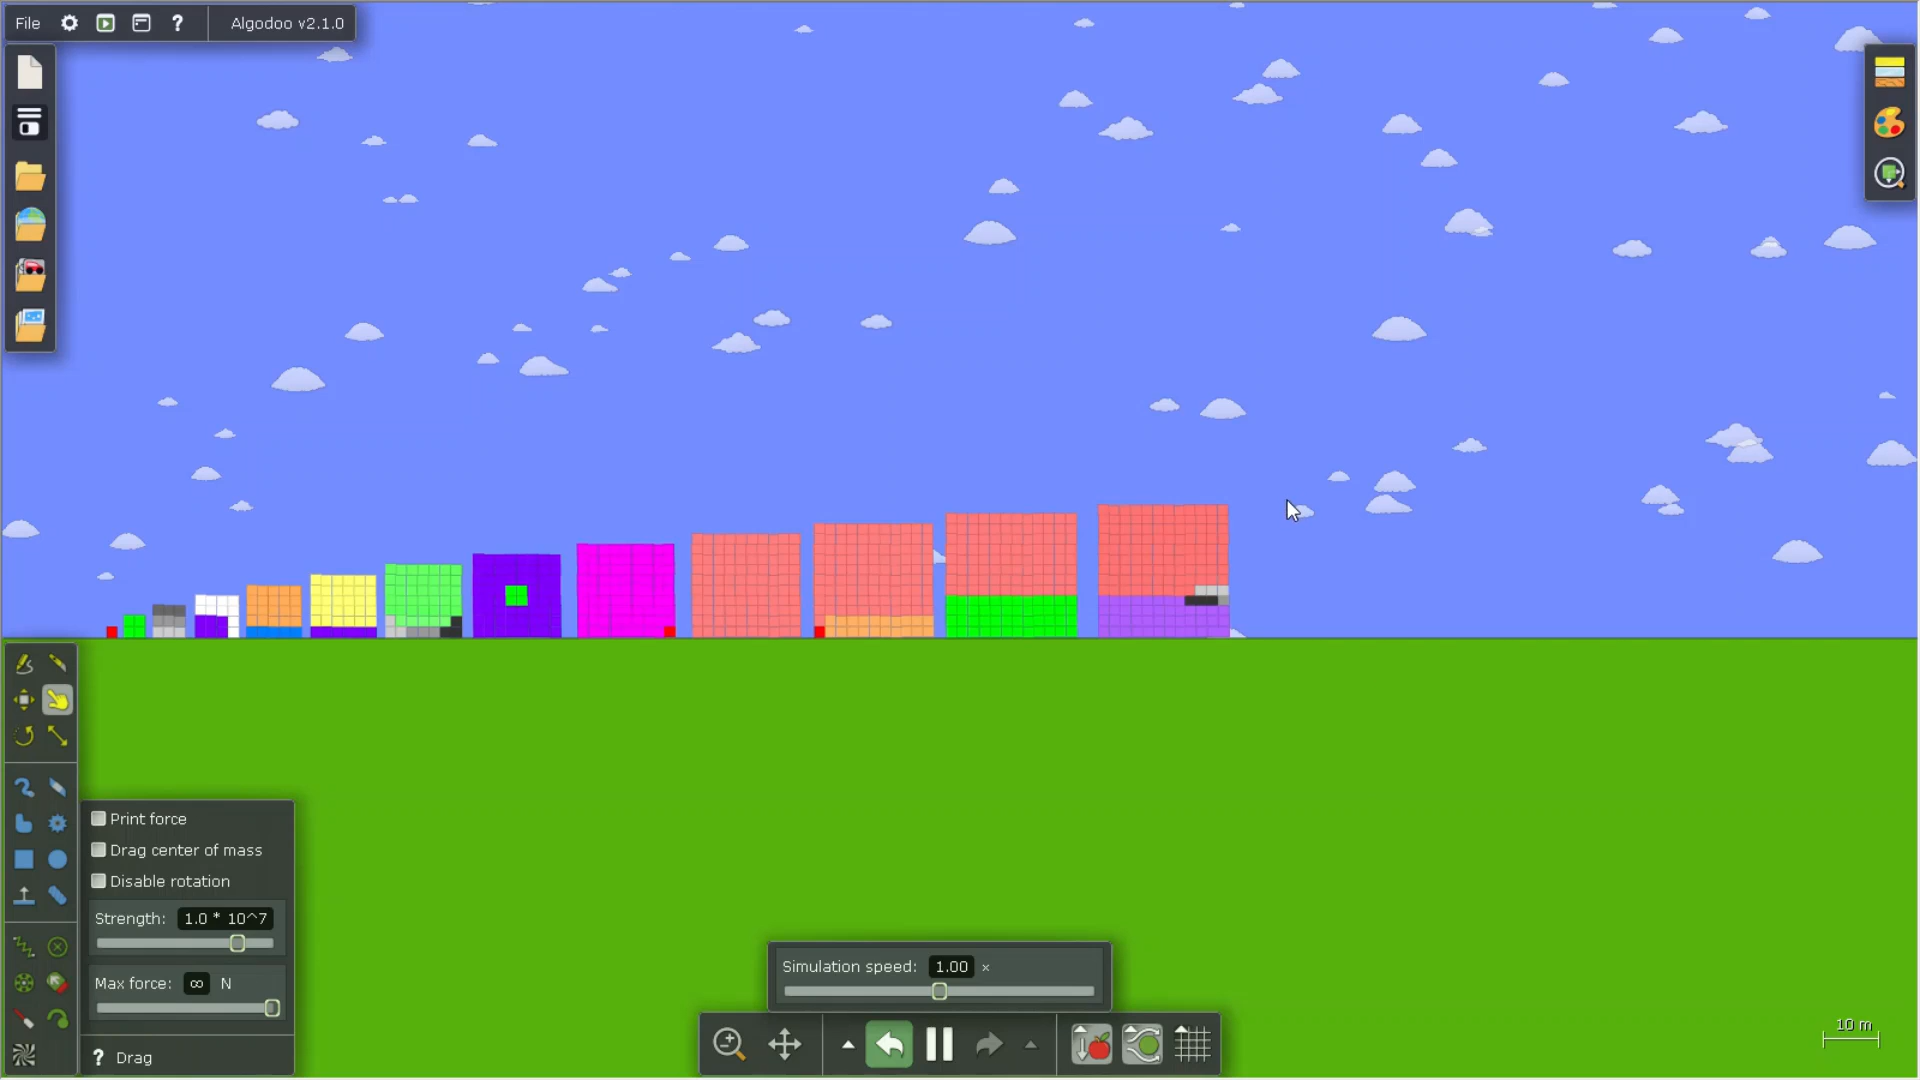 File ? Algodoo v2.1.0
Print force
Drag center of mass
Disable rotation
Strength: 1.0 * 10^7
Max force: ∞ N
? Drag
Simulation speed: 1.00 ×
10 m